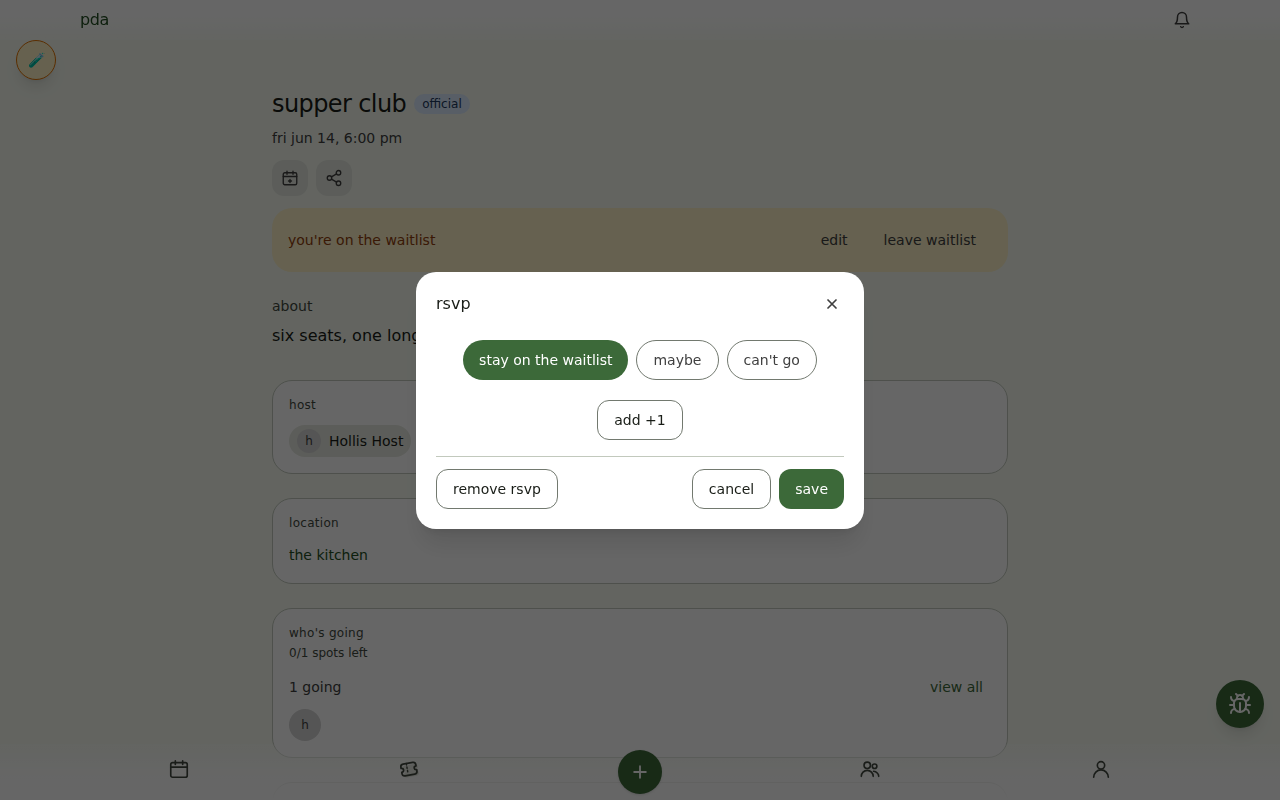 pda
supper club official
fri jun 14, 6:00 pm
you're on the waitlist edit leave waitlist
about
six seats, one long
rsvp
stay on the waitlist maybe can't go
add +1
remove rsvp cancel save
host
h Hollis Host
location
the kitchen
who's going
0/1 spots left
1 going view all
h